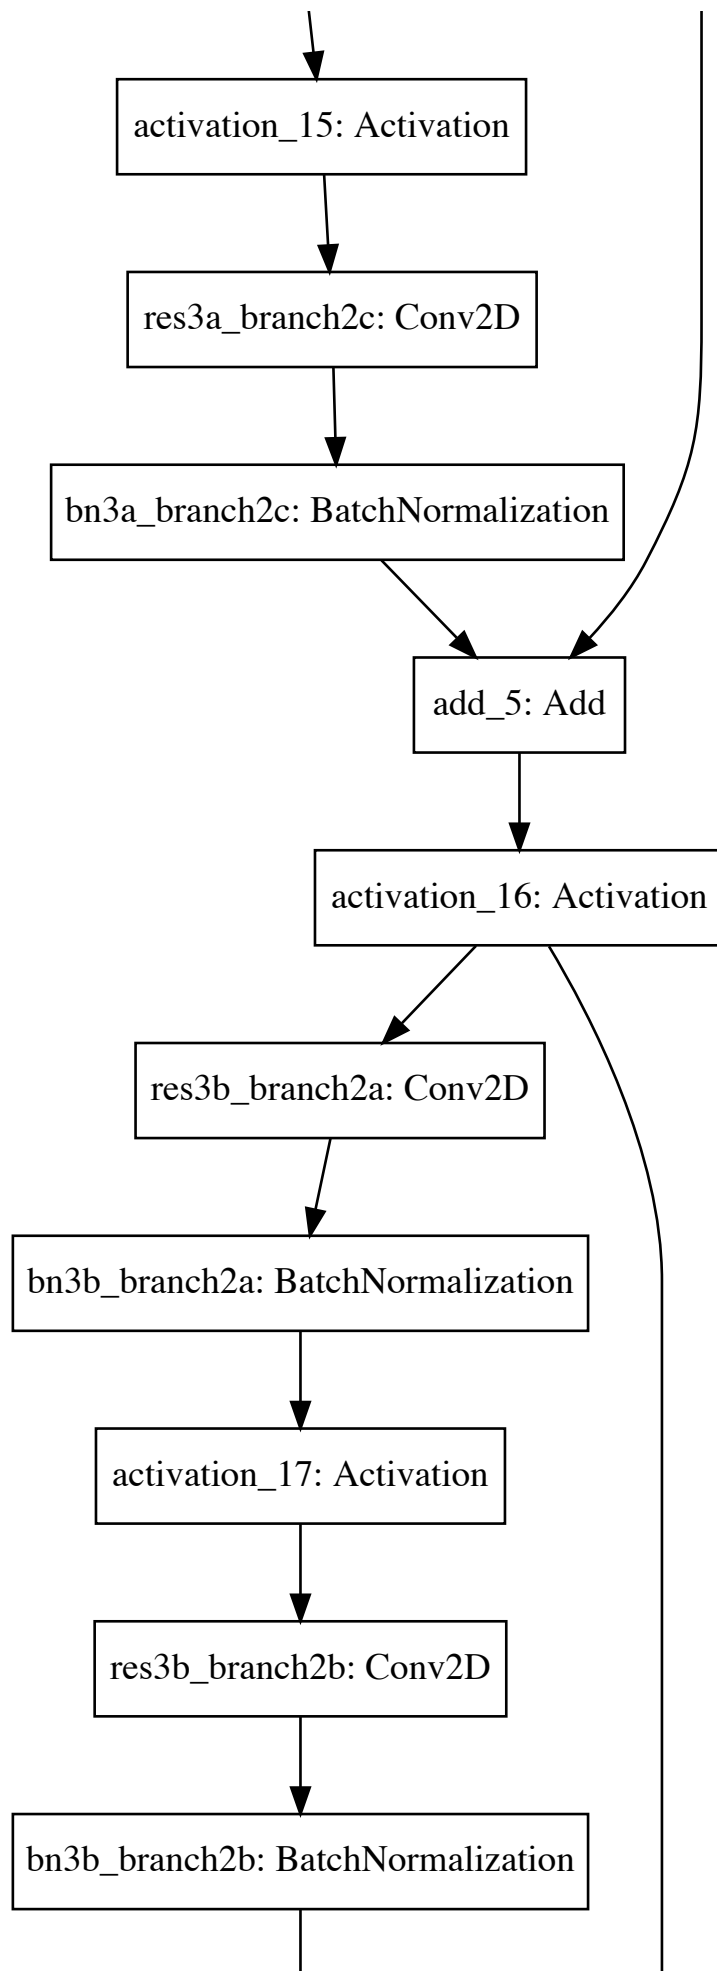 activation_15: Activation
res3a_branch2c: Conv2D
bn3a_branch2c: BatchNormalization
add_5: Add
activation_16: Activation
res3b_branch2a: Conv2D
bn3b_branch2a: BatchNormalization
activation_17: Activation
res3b_branch2b: Conv2D
bn3b_branch2b: BatchNormalization